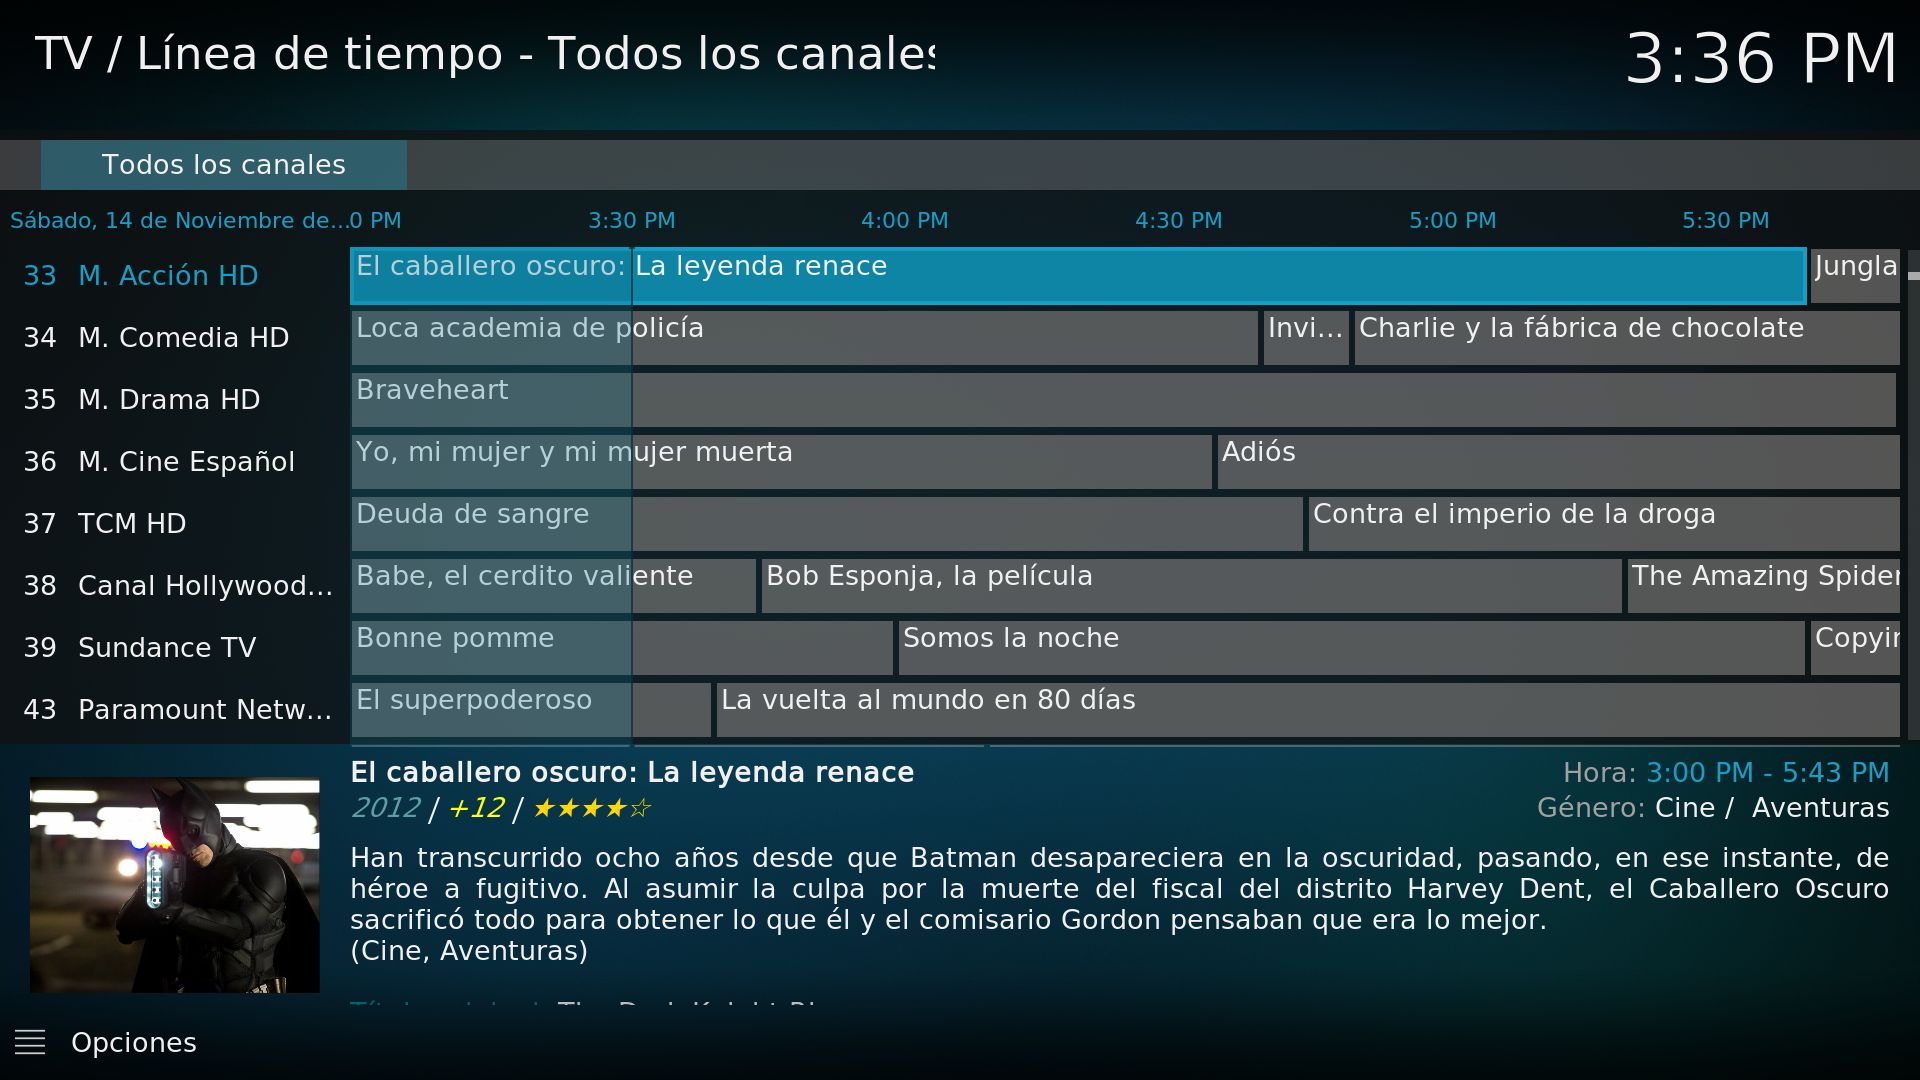 TV / Línea de tiempo - Todos los canales
3:36 PM
Todos los canales
Sábado, 14 de Noviembre de... 0 PM 3:30 PM 4:00 PM 4:30 PM 5:00 PM 5:30 PM
33 M. Acción HD El caballero oscuro: La leyenda renace Jungla
34 M. Comedia HD Loca academia de policía Invi... Charlie y la fábrica de chocolate
35 M. Drama HD Braveheart
36 M. Cine Español Yo, mi mujer y mi mujer muerta Adiós
37 TCM HD Deuda de sangre Contra el imperio de la droga
38 Canal Hollywood... Babe, el cerdito valiente Bob Esponja, la película The Amazing Spider
39 Sundance TV Bonne pomme Somos la noche Copyin
43 Paramount Netw... El superpoderoso La vuelta al mundo en 80 días
El caballero oscuro: La leyenda renace
Hora: 3:00 PM - 5:43 PM
2012 / +12 / ★★★★☆
Género: Cine / Aventuras
Han transcurrido ocho años desde que Batman desapareciera en la oscuridad, pasando, en ese instante, de
héroe a fugitivo. Al asumir la culpa por la muerte del fiscal del distrito Harvey Dent, el Caballero Oscuro
sacrificó todo para obtener lo que él y el comisario Gordon pensaban que era lo mejor.
(Cine, Aventuras)
Opciones